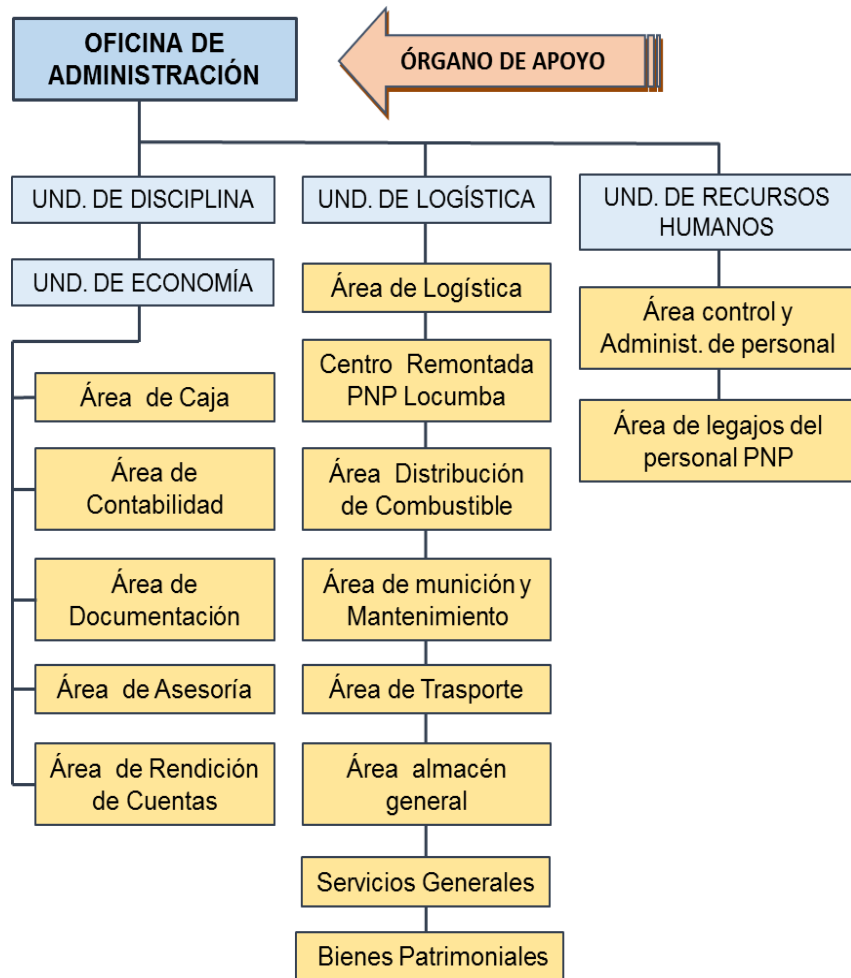 OFICINA DE
ADMINISTRACIÓN
ÓRGANO DE APOYO
UND. DE DISCIPLINA
UND. DE ECONOMÍA
Área de Caja
Área de
Contabilidad
Área de
Documentación
Área de Asesoría
Área de Rendición
de Cuentas
UND. DE LOGÍSTICA
Área de Logística
Centro Remontada
PNP Locumba
Área Distribución
de Combustible
Área de munición y
Mantenimiento
Área de Trasporte
Área almacén
general
Servicios Generales
Bienes Patrimoniales
UND. DE RECURSOS
HUMANOS
Área control y
Administ. de personal
Área de legajos del
personal PNP